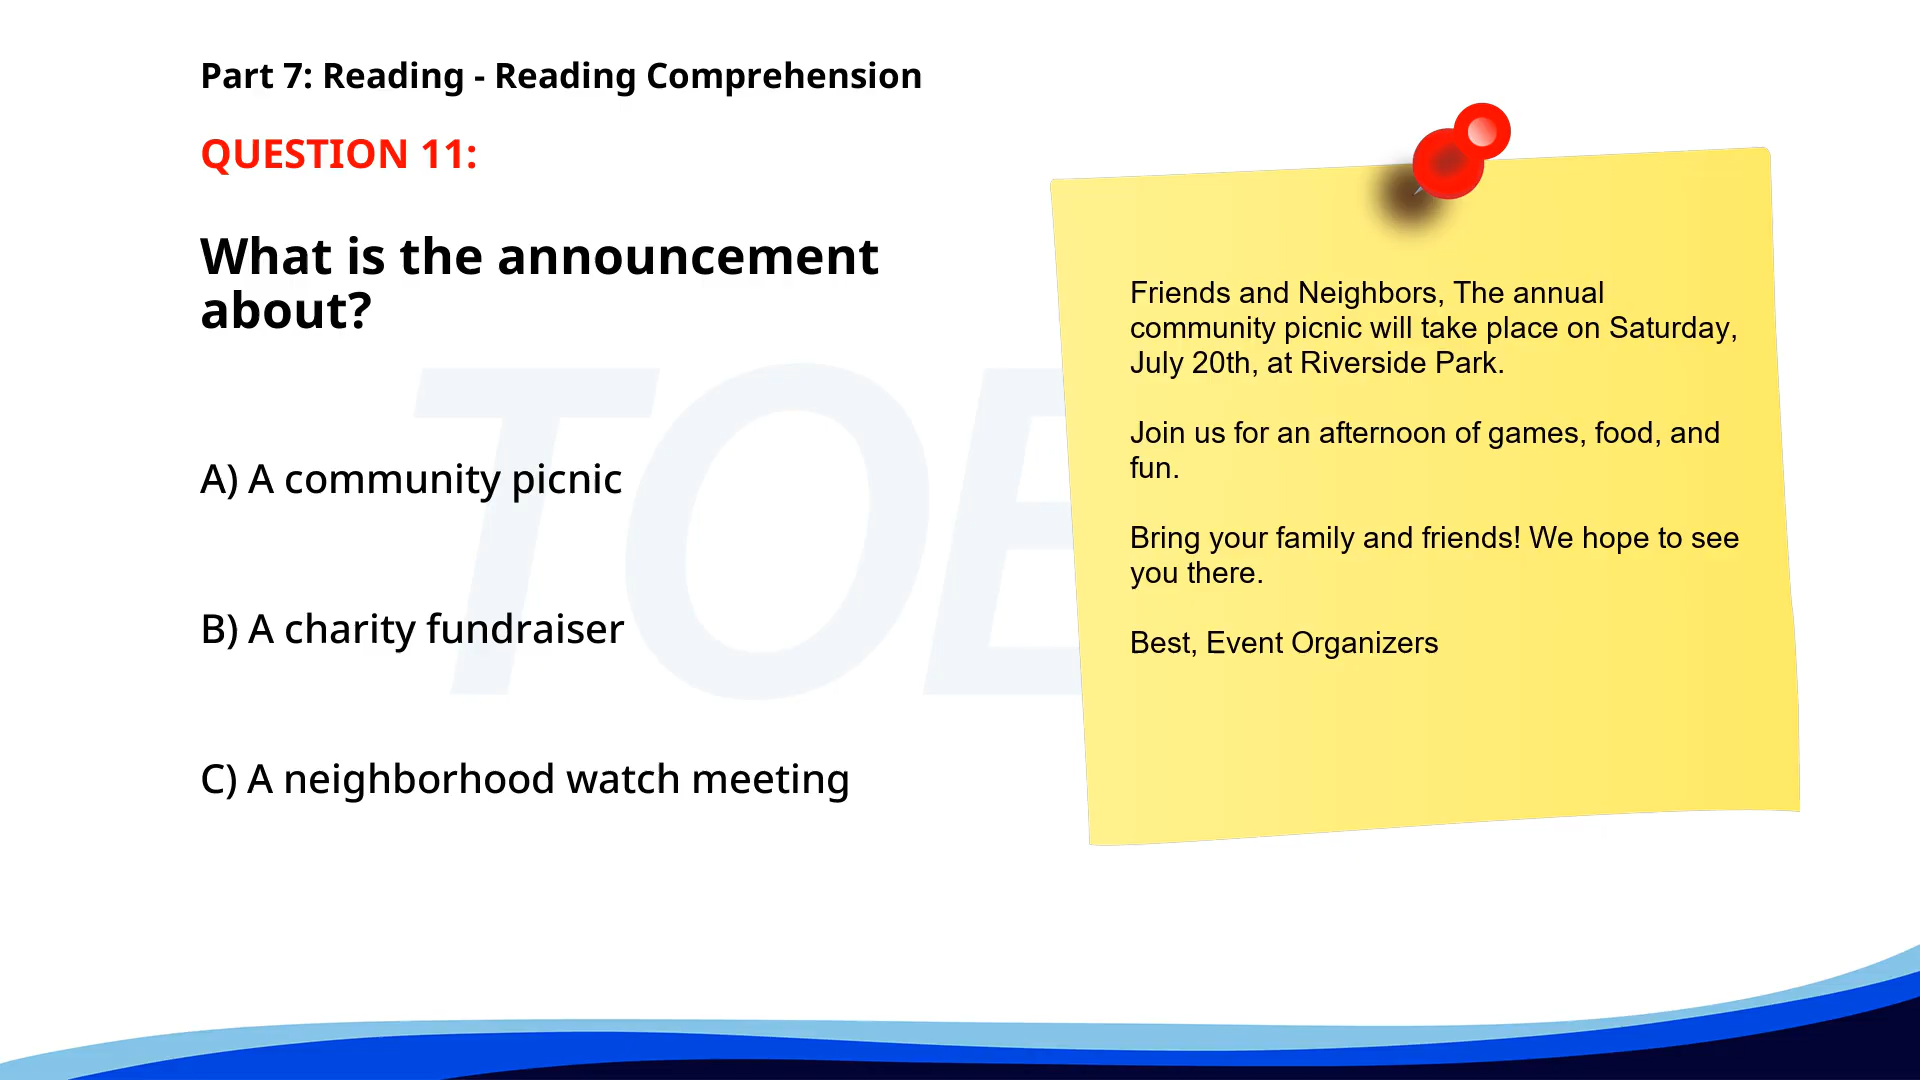 Part 7: Reading - Reading Comprehension
QUESTION 11:
What is the announcement
about?
A) A community picnic
B) A charity fundraiser
C) A neighborhood watch meeting
Friends and Neighbors, The annual
community picnic will take place on Saturday,
July 20th, at Riverside Park.
Join us for an afternoon of games, food, and
fun.
Bring your family and friends! We hope to see
you there.
Best, Event Organizers